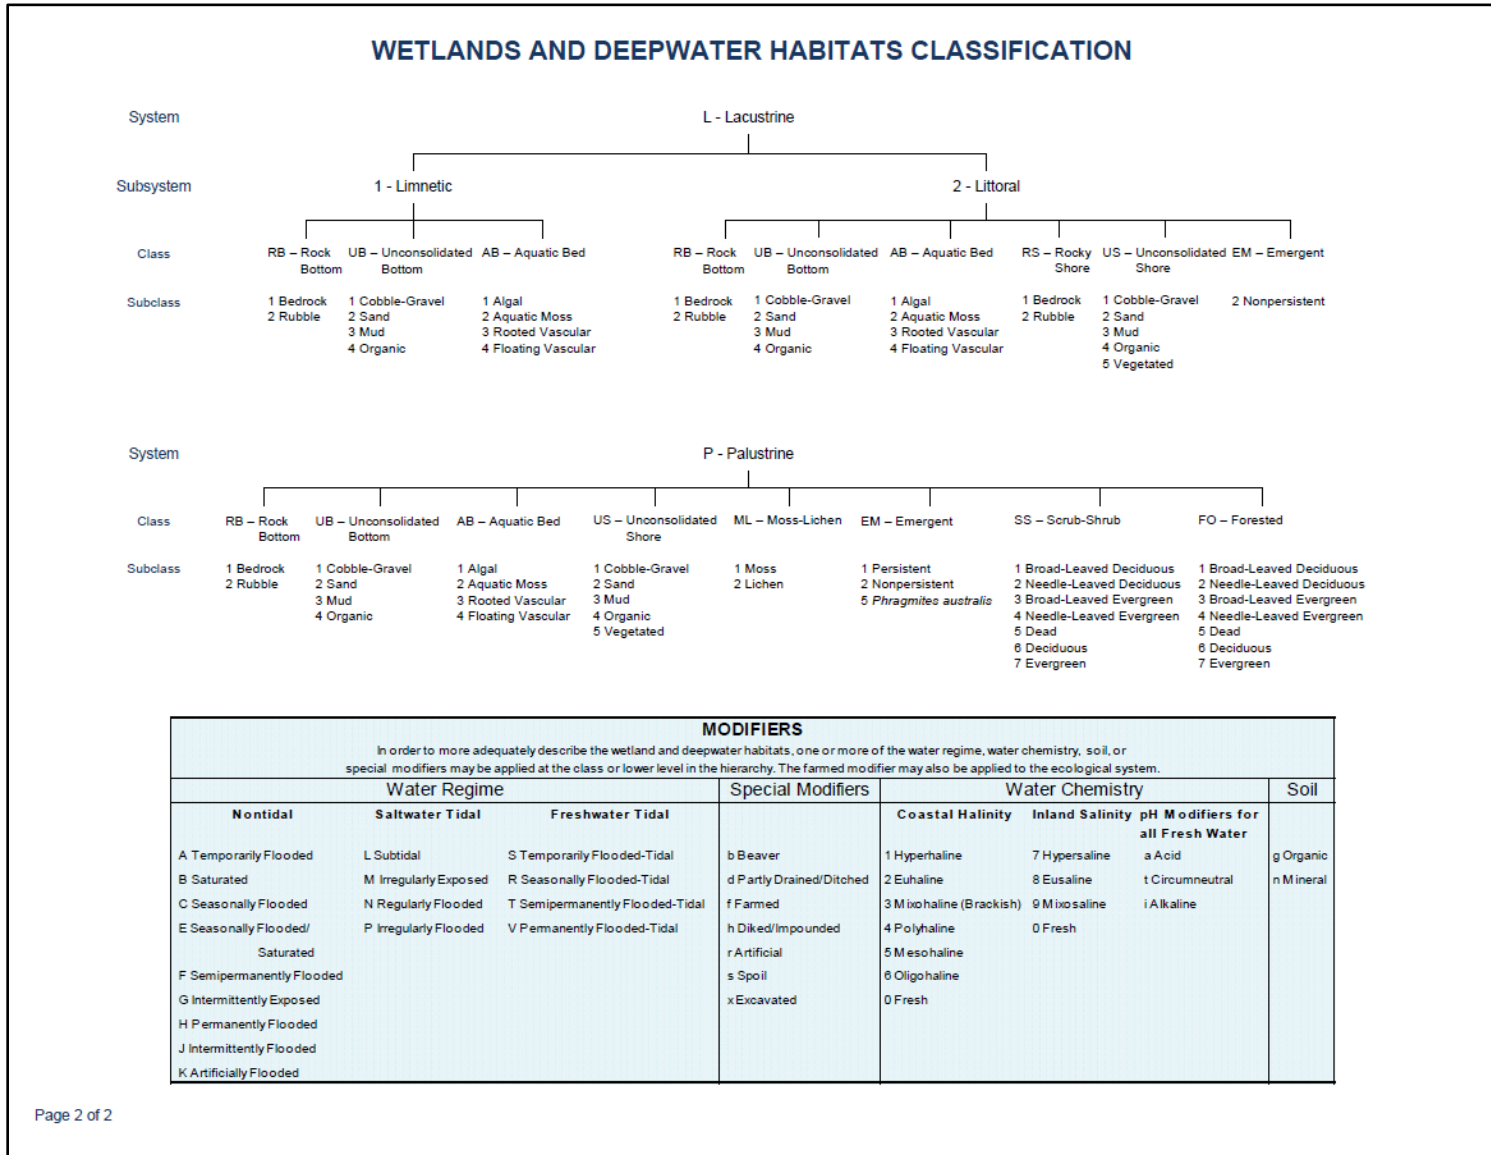 WETLANDS AND DEEPWATER HABITATS CLASSIFICATION
System
L - Lacustrine
Subsystem
1 - Limnetic
2 - Littoral
Class
RB – Rock Bottom
UB – Unconsolidated Bottom
AB – Aquatic Bed
RB – Rock Bottom
UB – Unconsolidated Bottom
AB – Aquatic Bed
RS – Rocky Shore
US – Unconsolidated Shore
EM – Emergent
Subclass
1 Bedrock
2 Rubble
1 Cobble-Gravel
2 Sand
3 Mud
4 Organic
1 Algal
2 Aquatic Moss
3 Rooted Vascular
4 Floating Vascular
1 Bedrock
2 Rubble
1 Cobble-Gravel
2 Sand
3 Mud
4 Organic
1 Algal
2 Aquatic Moss
3 Rooted Vascular
4 Floating Vascular
1 Bedrock
2 Rubble
1 Cobble-Gravel
2 Sand
3 Mud
4 Organic
5 Vegetated
2 Nonpersistent
System
P - Palustrine
Class
RB – Rock Bottom
UB – Unconsolidated Bottom
AB – Aquatic Bed
US – Unconsolidated Shore
ML – Moss-Lichen
EM – Emergent
SS – Scrub-Shrub
FO – Forested
Subclass
1 Bedrock
2 Rubble
1 Cobble-Gravel
2 Sand
3 Mud
4 Organic
1 Algal
2 Aquatic Moss
3 Rooted Vascular
4 Floating Vascular
1 Cobble-Gravel
2 Sand
3 Mud
4 Organic
5 Vegetated
1 Moss
2 Lichen
1 Persistent
2 Nonpersistent
5 Phragmites australis
1 Broad-Leaved Deciduous
2 Needle-Leaved Deciduous
3 Broad-Leaved Evergreen
4 Needle-Leaved Evergreen
5 Dead
6 Deciduous
7 Evergreen
1 Broad-Leaved Deciduous
2 Needle-Leaved Deciduous
3 Broad-Leaved Evergreen
4 Needle-Leaved Evergreen
5 Dead
6 Deciduous
7 Evergreen
MODIFIERS
In order to more adequately describe the wetland and deepwater habitats, one or more of the water regime, water chemistry, soil, or
special modifiers may be applied at the class or lower level in the hierarchy. The farmed modifier may also be applied to the ecological system.
Water Regime
Special Modifiers
Water Chemistry
Soil
Nontidal
A Temporarily Flooded
B Saturated
C Seasonally Flooded
E Seasonally Flooded/
Saturated
F Semipermanently Flooded
G Intermittently Exposed
H Permanently Flooded
J Intermittently Flooded
K Artificially Flooded
Saltwater Tidal
L Subtidal
M Irregularly Exposed
N Regularly Flooded
P Irregularly Flooded
Freshwater Tidal
S Temporarily Flooded-Tidal
R Seasonally Flooded-Tidal
T Semipermanently Flooded-Tidal
V Permanently Flooded-Tidal
b Beaver
d Partly Drained/Ditched
f Farmed
h Diked/Impounded
r Artificial
s Spoil
x Excavated
Coastal Halinity
1 Hyperhaline
2 Euhaline
3 Mixohaline (Brackish)
4 Polyhaline
5 Mesohaline
6 Oligohaline
0 Fresh
Inland Salinity
7 Hypersaline
8 Eusaline
9 Mixosaline
0 Fresh
pH Modifiers for
all Fresh Water
a Acid
t Circumneutral
i Alkaline
g Organic
n Mineral
Page 2 of 2